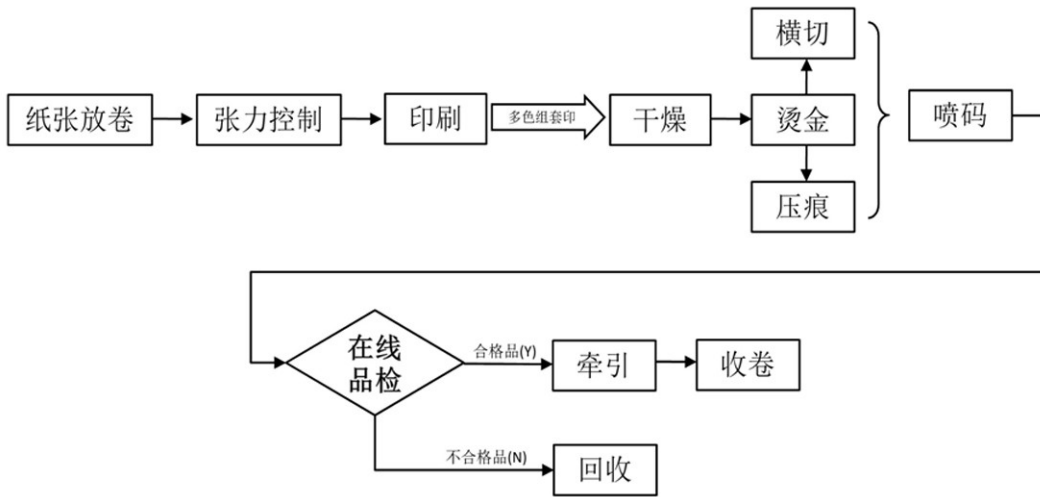 横切
纸张放卷
张力控制
印刷
多色组套印
干燥
烫金
喷码
压痕
在线
品检
合格品(Y)
牵引
收卷
不合格品(N)
回收